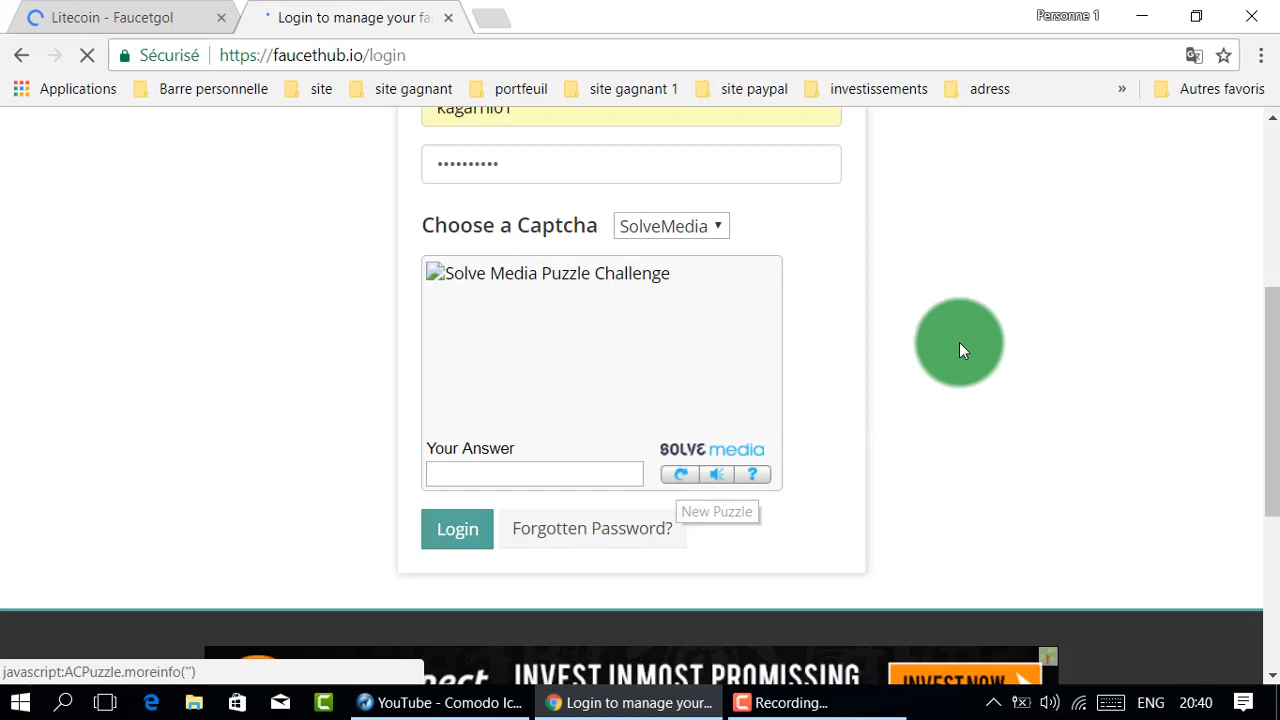 Litecoin - Faucetgol
Login to manage your fa
Personne 1
Sécurisé
https://faucethub.io/login
Applications
Barre personnelle
site
site gagnant
portfeuil
site gagnant 1
site paypal
investissements
adress
»
Autres favoris
kagarni01
••••••••••
Choose a Captcha
SolveMedia
Solve Media Puzzle Challenge
Your Answer
SOLVE media
?
New Puzzle
Login
Forgotten Password?
INVEST IN MOST PROMISSING
INVEST NOW
javascript:ACPuzzle.moreinfo('')
YouTube - Comodo Ic...
Login to manage your...
Recording...
ENG
20:40